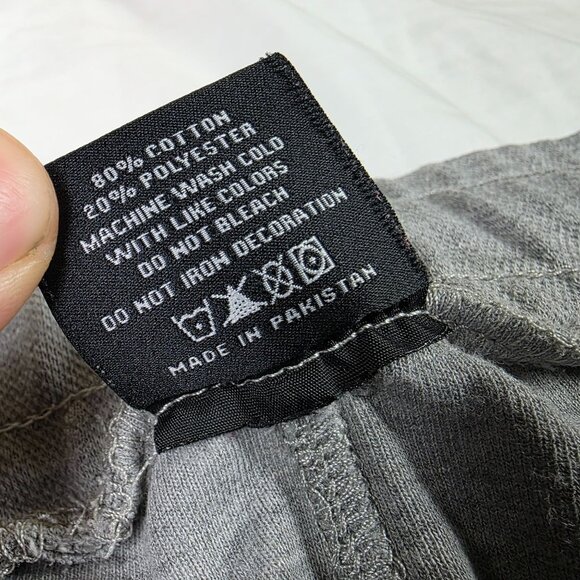 80% COTTON
20% POLYESTER
MACHINE WASH COLD
WITH LIKE COLORS
DO NOT BLEACH
DO NOT IRON DECORATION
MADE IN PAKISTAN